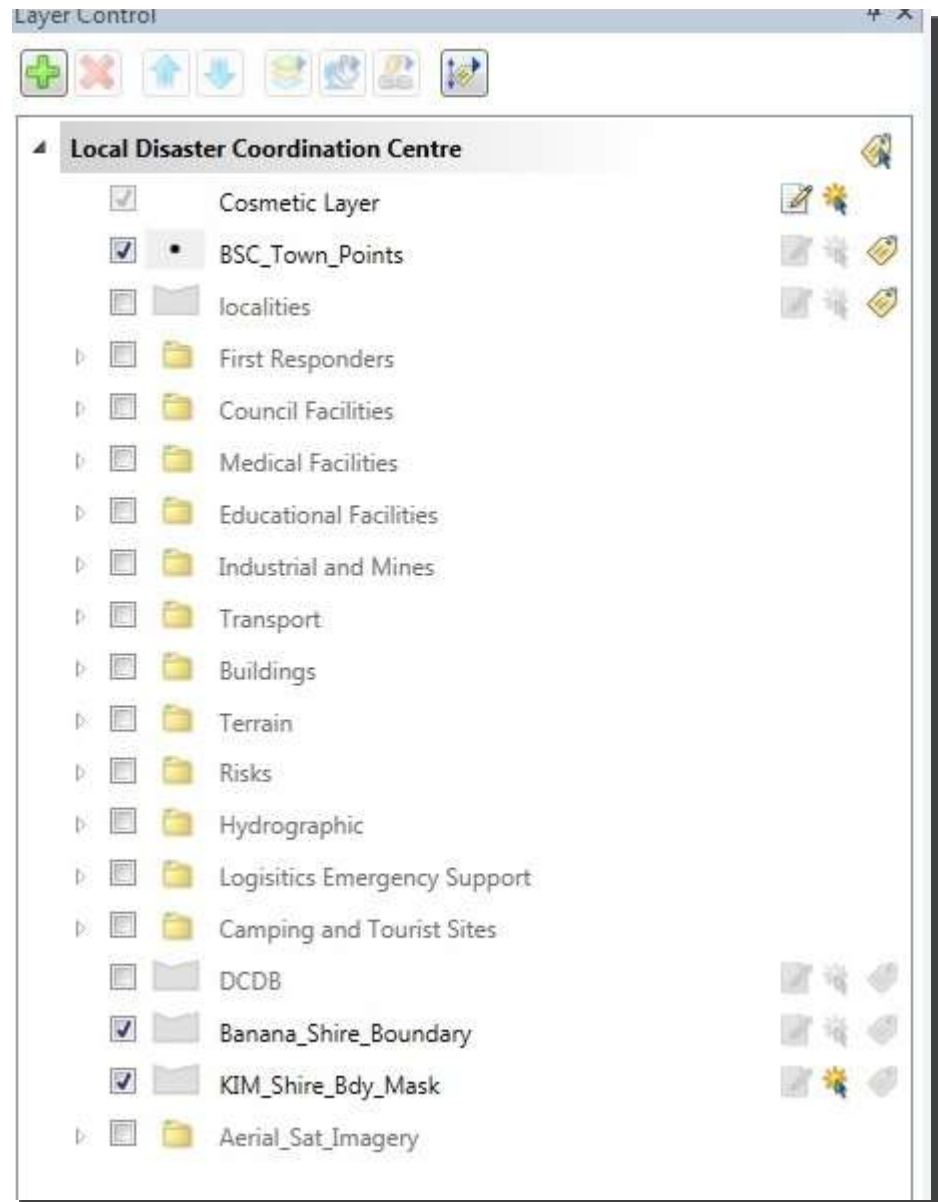 Layer Control
Local Disaster Coordination Centre
Cosmetic Layer
BSC_Town_Points
localities
First Responders
Council Facilities
Medical Facilities
Educational Facilities
Industrial and Mines
Transport
Buildings
Terrain
Risks
Hydrographic
Logisitics Emergency Support
Camping and Tourist Sites
DCDB
Banana_Shire_Boundary
KIM_Shire_Bdy_Mask
Aerial_Sat_Imagery